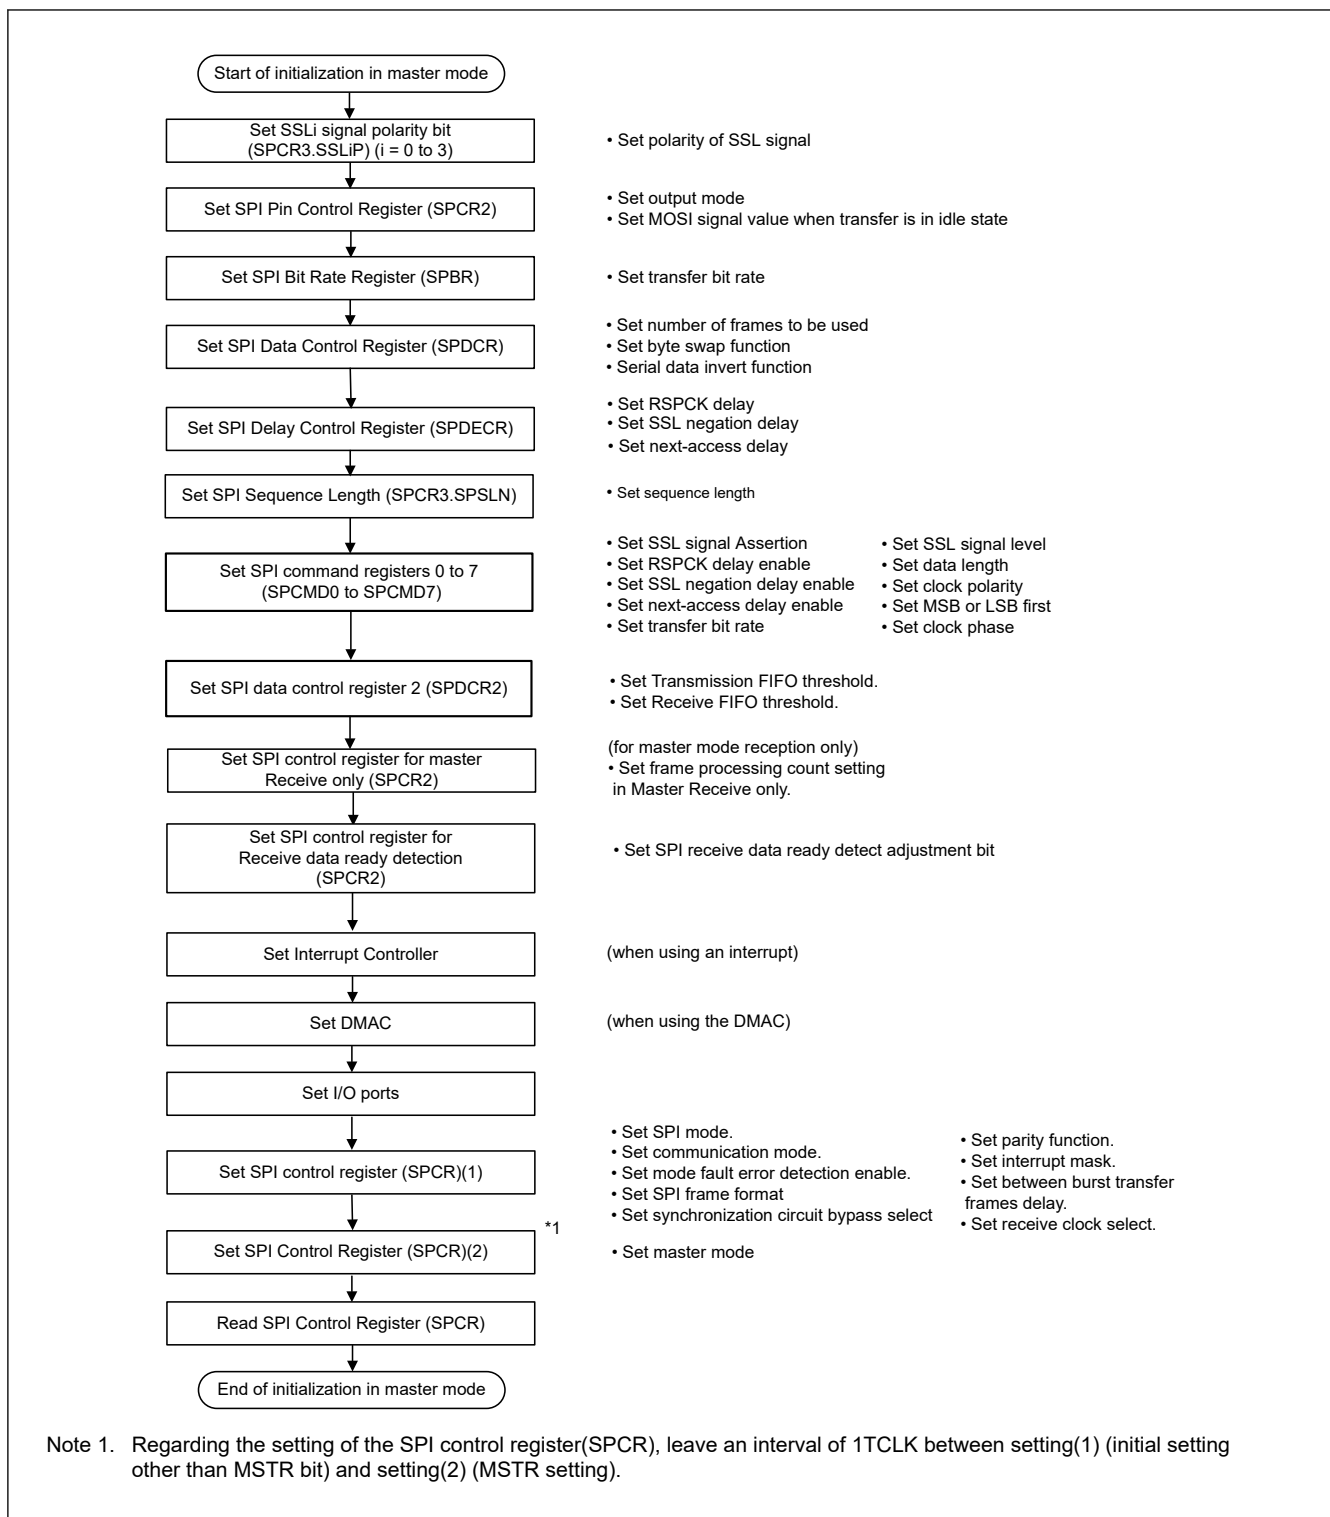 Start of initialization in master mode
Set SSLi signal polarity bit
(SPCR3.SSLiP) (i = 0 to 3)
• Set polarity of SSL signal
Set SPI Pin Control Register (SPCR2)
• Set output mode
• Set MOSI signal value when transfer is in idle state
Set SPI Bit Rate Register (SPBR)
• Set transfer bit rate
Set SPI Data Control Register (SPDCR)
• Set number of frames to be used
• Set byte swap function
• Serial data invert function
Set SPI Delay Control Register (SPDECR)
• Set RSPCK delay
• Set SSL negation delay
• Set next-access delay
Set SPI Sequence Length (SPCR3.SPSLN)
• Set sequence length
Set SPI command registers 0 to 7
(SPCMD0 to SPCMD7)
• Set SSL signal Assertion
• Set RSPCK delay enable
• Set SSL negation delay enable
• Set next-access delay enable
• Set transfer bit rate
• Set SSL signal level
• Set data length
• Set clock polarity
• Set MSB or LSB first
• Set clock phase
Set SPI data control register 2 (SPDCR2)
• Set Transmission FIFO threshold.
• Set Receive FIFO threshold.
Set SPI control register for master
Receive only (SPCR2)
(for master mode reception only)
• Set frame processing count setting
in Master Receive only.
Set SPI control register for
Receive data ready detection
(SPCR2)
• Set SPI receive data ready detect adjustment bit
Set Interrupt Controller
(when using an interrupt)
Set DMAC
(when using the DMAC)
Set I/O ports
Set SPI control register (SPCR)(1)
• Set SPI mode.
• Set communication mode.
• Set mode fault error detection enable.
• Set SPI frame format
• Set synchronization circuit bypass select
• Set parity function.
• Set interrupt mask.
• Set between burst transfer
frames delay.
• Set receive clock select.
*1
Set SPI Control Register (SPCR)(2)
• Set master mode
Read SPI Control Register (SPCR)
End of initialization in master mode
Note 1. Regarding the setting of the SPI control register(SPCR), leave an interval of 1TCLK between setting(1) (initial setting
other than MSTR bit) and setting(2) (MSTR setting).